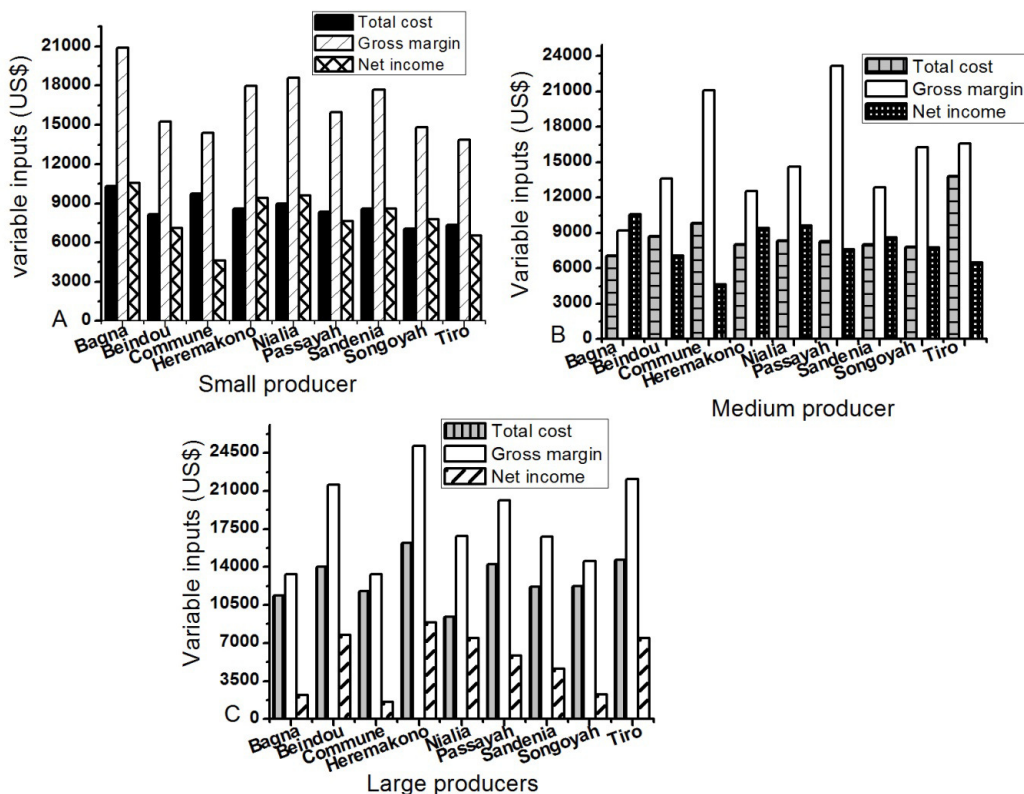 variable inputs (US$)
21000
18000
15000
12000
9000
6000
3000
0
Total cost
Gross margin
Net income
A
Bagna
Beindou
Commune
Heremakono
Nialia
Passayah
Sandenia
Songoyah
Tiro
Small producer
Variable inputs (US$)
24000
21000
18000
15000
12000
9000
6000
3000
0
Total cost
Gross margin
Net income
B
Bagna
Beindou
Commune
Heremakono
Nialia
Passayah
Sandenia
Songoyah
Tiro
Medium producer
Variable inputs (US$)
24500
21000
17500
14000
10500
7000
3500
0
Total cost
Gross margin
Net income
C
Bagna
Beindou
Commune
Heremakono
Nialia
Passayah
Sandenia
Songoyah
Tiro
Large producers